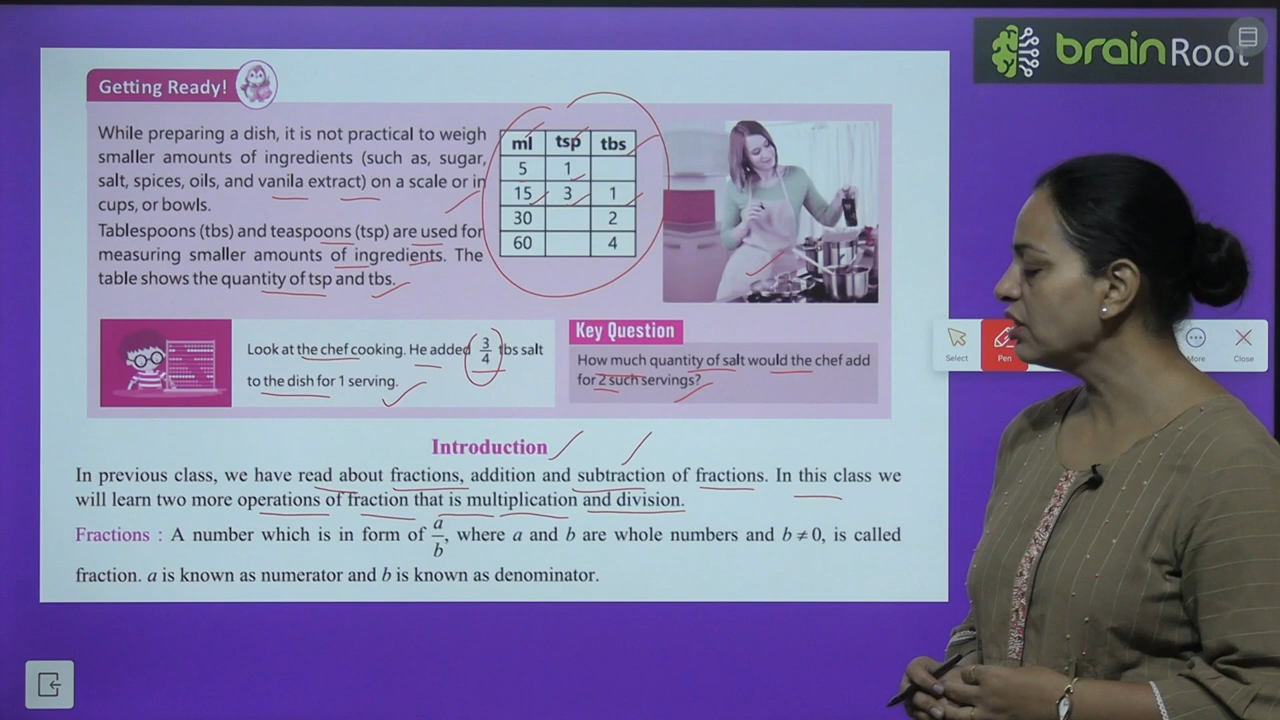 brainRoot
Getting Ready!
While preparing a dish, it is not practical to weigh
smaller amounts of ingredients (such as, sugar,
salt, spices, oils, and vanila extract) on a scale or in
cups, or bowls.
Tablespoons (tbs) and teaspoons (tsp) are used for
measuring smaller amounts of ingredients. The
table shows the quantity of tsp and tbs.
ml tsp tbs
5 1
15 3 1
30 2
60 4
Look at the chef cooking. He added 3/4 tbs salt
to the dish for 1 serving.
Key Question
How much quantity of salt would the chef add
for 2 such servings?
Select
Pen
More
Close
Introduction
In previous class, we have read about fractions, addition and subtraction of fractions. In this class we
will learn two more operations of fraction that is multiplication and division.
Fractions : A number which is in form of a/b, where a and b are whole numbers and b ≠ 0, is called
fraction. a is known as numerator and b is known as denominator.